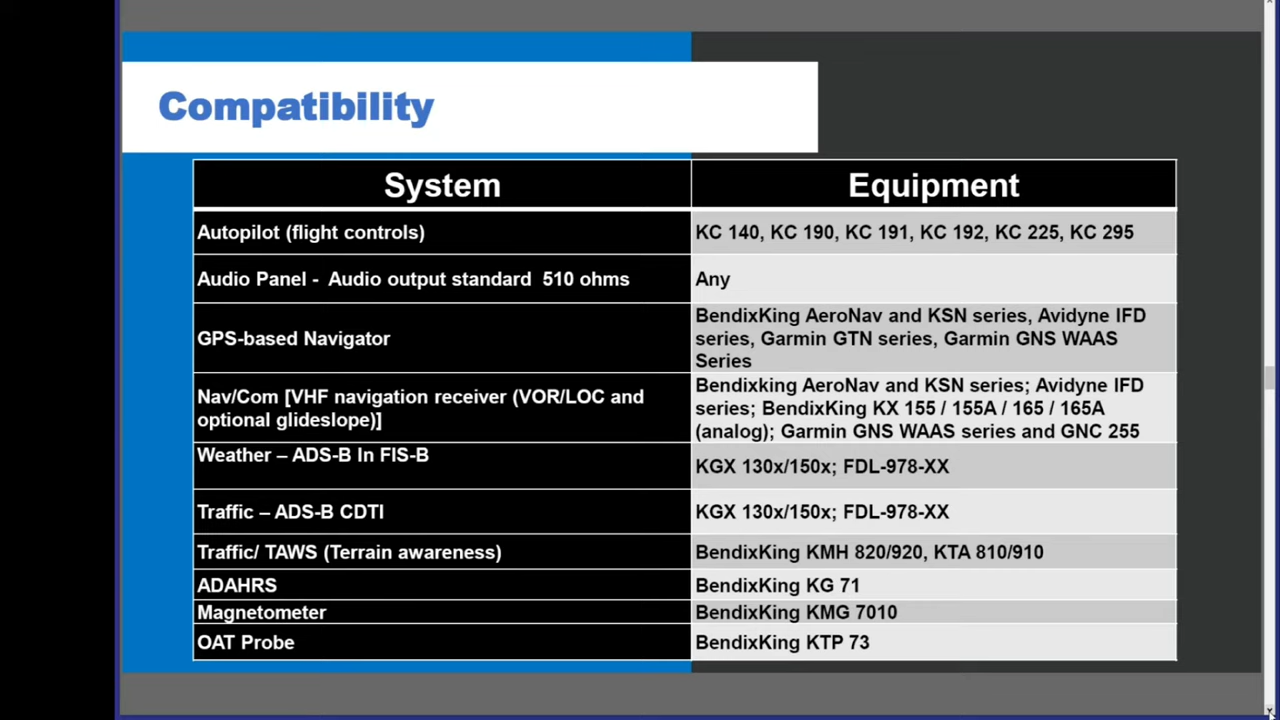 Compatibility
System
Equipment
Autopilot (flight controls)
KC 140, KC 190, KC 191, KC 192, KC 225, KC 295
Audio Panel - Audio output standard 510 ohms
Any
GPS-based Navigator
BendixKing AeroNav and KSN series, Avidyne IFD
series, Garmin GTN series, Garmin GNS WAAS
Series
Nav/Com [VHF navigation receiver (VOR/LOC and
optional glideslope)]
Bendixking AeroNav and KSN series; Avidyne IFD
series; BendixKing KX 155 / 155A / 165 / 165A
(analog); Garmin GNS WAAS series and GNC 255
Weather – ADS-B In FIS-B
KGX 130x/150x; FDL-978-XX
Traffic – ADS-B CDTI
KGX 130x/150x; FDL-978-XX
Traffic/ TAWS (Terrain awareness)
BendixKing KMH 820/920, KTA 810/910
ADAHRS
BendixKing KG 71
Magnetometer
BendixKing KMG 7010
OAT Probe
BendixKing KTP 73